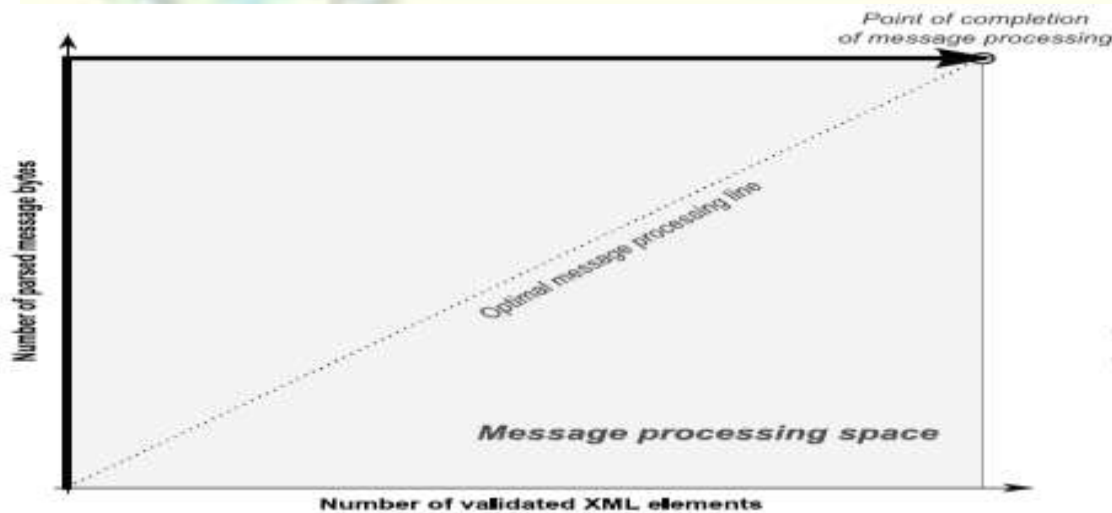 Point of completion
of message processing
Number of parsed message bytes
Optimal message processing line
Message processing space
Number of validated XML elements